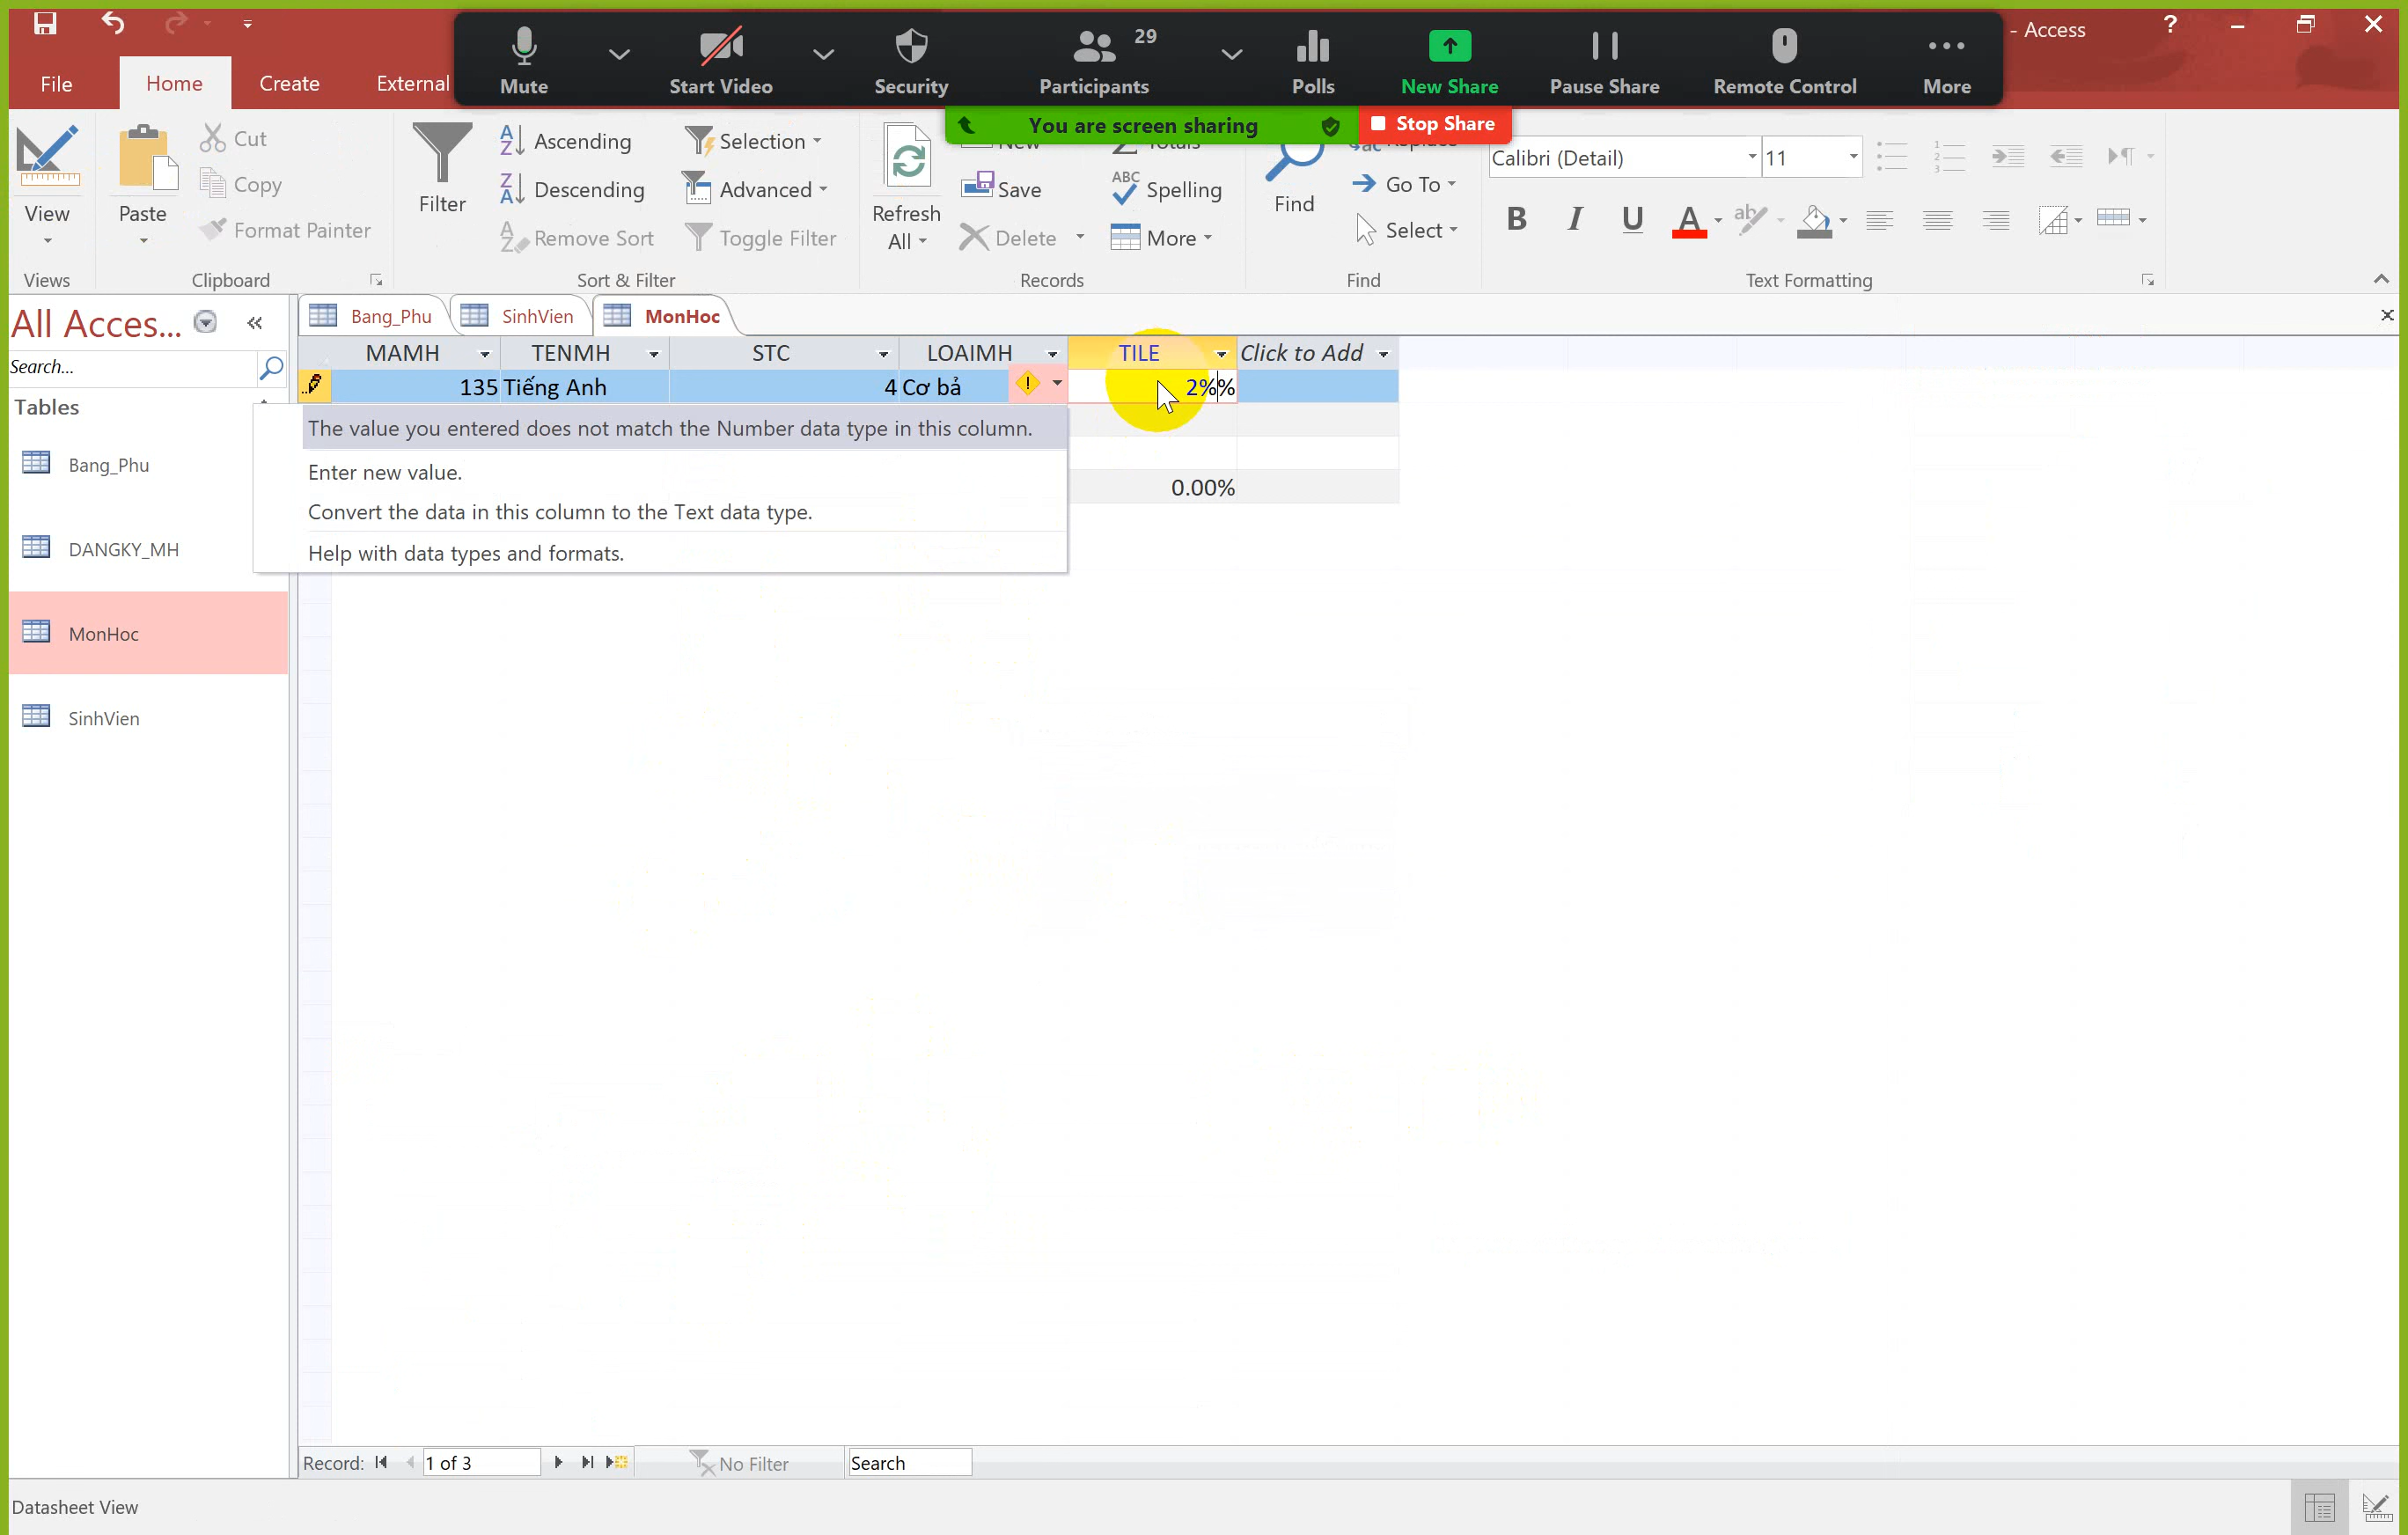 - Access
?
File
Home
Create
External
Mute
Start Video
Security
Participants
29
Polls
New Share
Pause Share
Remote Control
More
You are screen sharing
Stop Share
View
Views
Paste
Cut
Copy
Format Painter
Clipboard
Filter
Ascending
Descending
Remove Sort
Selection
Advanced
Toggle Filter
Sort & Filter
Refresh
All
New
Save
Delete
Totals
Spelling
More
Records
Find
Replace
Go To
Select
Find
Calibri (Detail)
11
B I U A
Text Formatting
All Acces...
Search...
Tables
Bang_Phu
DANGKY_MH
MonHoc
SinhVien
Bang_Phu
SinhVien
MonHoc
MAMH TENMH STC LOAIMH TILE Click to Add
135 Tiếng Anh 4 Cơ bả 2%%
The value you entered does not match the Number data type in this column.
Enter new value.
Convert the data in this column to the Text data type.
Help with data types and formats.
0.00%
Record: 1 of 3 No Filter Search
Datasheet View